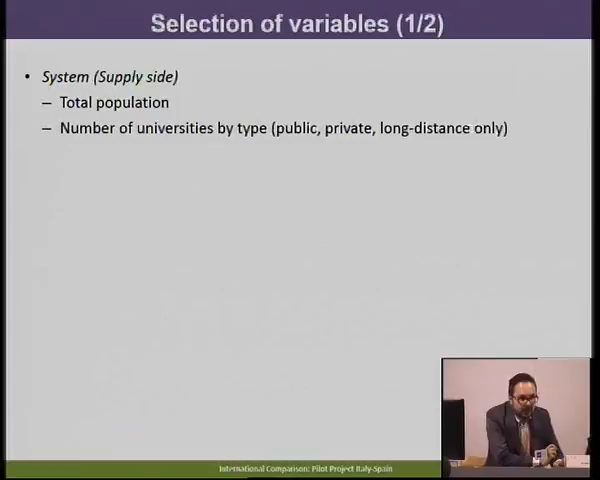 Selection of variables (1/2)
• System (Supply side)
– Total population
– Number of universities by type (public, private, long-distance only)
International Comparison: Pilot Project Italy-Spain